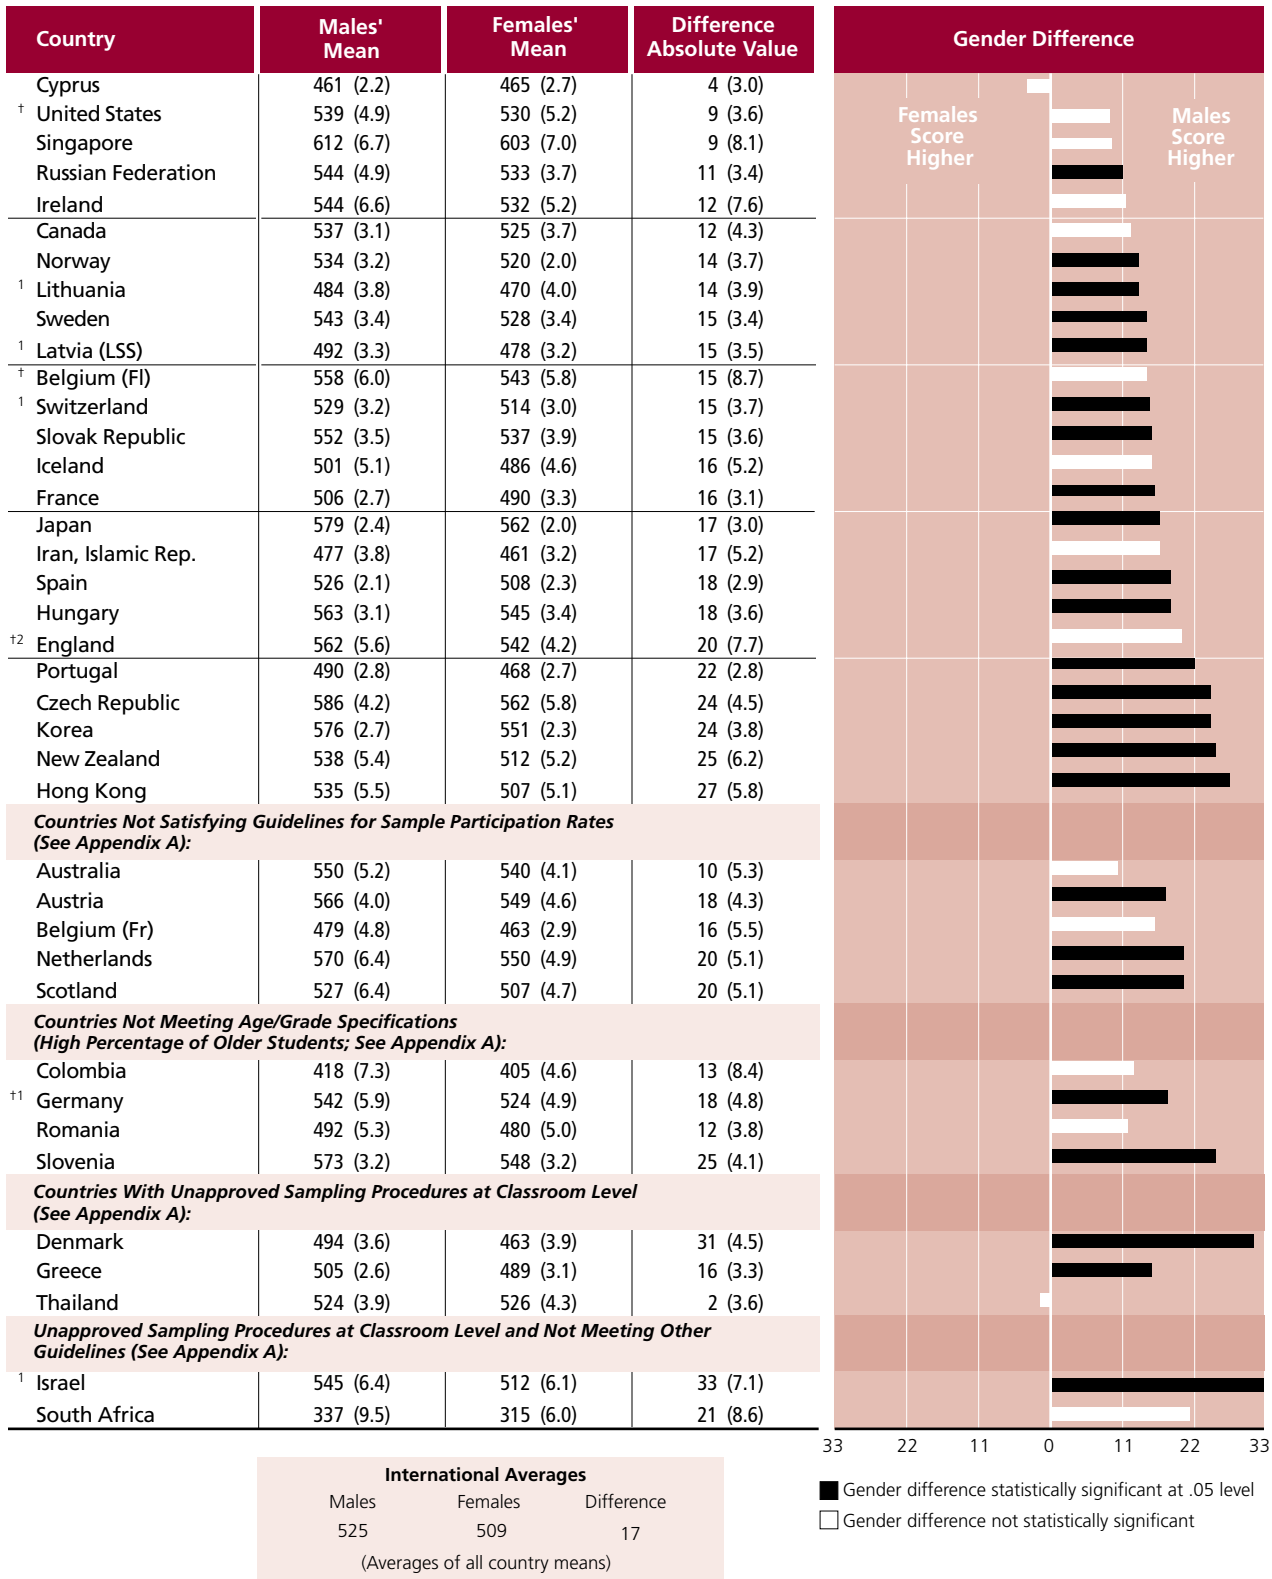 Country Males' Mean Females' Mean Difference Absolute Value Gender Difference
Cyprus 461 (2.2) 465 (2.7) 4 (3.0)
† United States 539 (4.9) 530 (5.2) 9 (3.6)
Singapore 612 (6.7) 603 (7.0) 9 (8.1)
Russian Federation 544 (4.9) 533 (3.7) 11 (3.4)
Ireland 544 (6.6) 532 (5.2) 12 (7.6)
Canada 537 (3.1) 525 (3.7) 12 (4.3)
Norway 534 (3.2) 520 (2.0) 14 (3.7)
1 Lithuania 484 (3.8) 470 (4.0) 14 (3.9)
Sweden 543 (3.4) 528 (3.4) 15 (3.4)
1 Latvia (LSS) 492 (3.3) 478 (3.2) 15 (3.5)
† Belgium (Fl) 558 (6.0) 543 (5.8) 15 (8.7)
1 Switzerland 529 (3.2) 514 (3.0) 15 (3.7)
Slovak Republic 552 (3.5) 537 (3.9) 15 (3.6)
Iceland 501 (5.1) 486 (4.6) 16 (5.2)
France 506 (2.7) 490 (3.3) 16 (3.1)
Japan 579 (2.4) 562 (2.0) 17 (3.0)
Iran, Islamic Rep. 477 (3.8) 461 (3.2) 17 (5.2)
Spain 526 (2.1) 508 (2.3) 18 (2.9)
Hungary 563 (3.1) 545 (3.4) 18 (3.6)
†2 England 562 (5.6) 542 (4.2) 20 (7.7)
Portugal 490 (2.8) 468 (2.7) 22 (2.8)
Czech Republic 586 (4.2) 562 (5.8) 24 (4.5)
Korea 576 (2.7) 551 (2.3) 24 (3.8)
New Zealand 538 (5.4) 512 (5.2) 25 (6.2)
Hong Kong 535 (5.5) 507 (5.1) 27 (5.8)
Countries Not Satisfying Guidelines for Sample Participation Rates
(See Appendix A):
Australia 550 (5.2) 540 (4.1) 10 (5.3)
Austria 566 (4.0) 549 (4.6) 18 (4.3)
Belgium (Fr) 479 (4.8) 463 (2.9) 16 (5.5)
Netherlands 570 (6.4) 550 (4.9) 20 (5.1)
Scotland 527 (6.4) 507 (4.7) 20 (5.1)
Countries Not Meeting Age/Grade Specifications
(High Percentage of Older Students; See Appendix A):
Colombia 418 (7.3) 405 (4.6) 13 (8.4)
†1 Germany 542 (5.9) 524 (4.9) 18 (4.8)
Romania 492 (5.3) 480 (5.0) 12 (3.8)
Slovenia 573 (3.2) 548 (3.2) 25 (4.1)
Countries With Unapproved Sampling Procedures at Classroom Level
(See Appendix A):
Denmark 494 (3.6) 463 (3.9) 31 (4.5)
Greece 505 (2.6) 489 (3.1) 16 (3.3)
Thailand 524 (3.9) 526 (4.3) 2 (3.6)
Unapproved Sampling Procedures at Classroom Level and Not Meeting Other
Guidelines (See Appendix A):
1 Israel 545 (6.4) 512 (6.1) 33 (7.1)
South Africa 337 (9.5) 315 (6.0) 21 (8.6)
Females
Score
Higher
Males
Score
Higher
33 22 11 0 11 22 33
International Averages
Males Females Difference
525 509 17
(Averages of all country means)
Gender difference statistically significant at .05 level
Gender difference not statistically significant